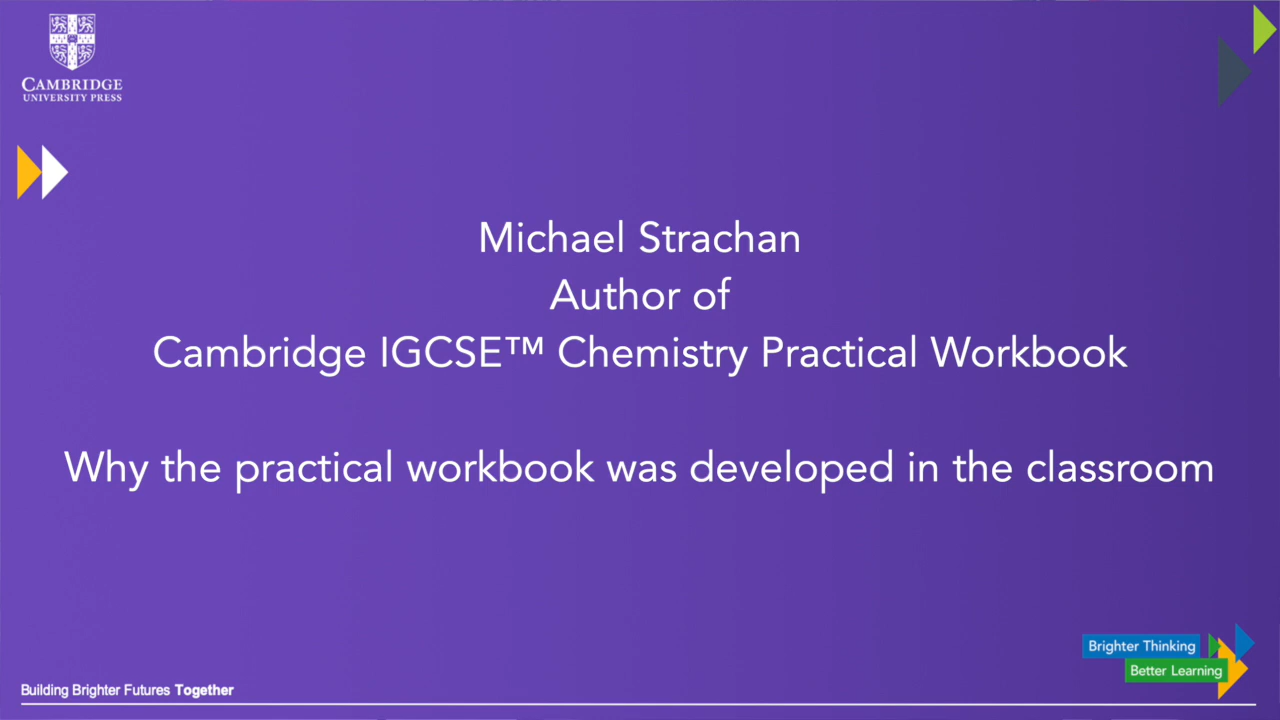 CAMBRIDGE
UNIVERSITY PRESS
Michael Strachan
Author of
Cambridge IGCSE™ Chemistry Practical Workbook
Why the practical workbook was developed in the classroom
Brighter Thinking
Better Learning
Building Brighter Futures Together